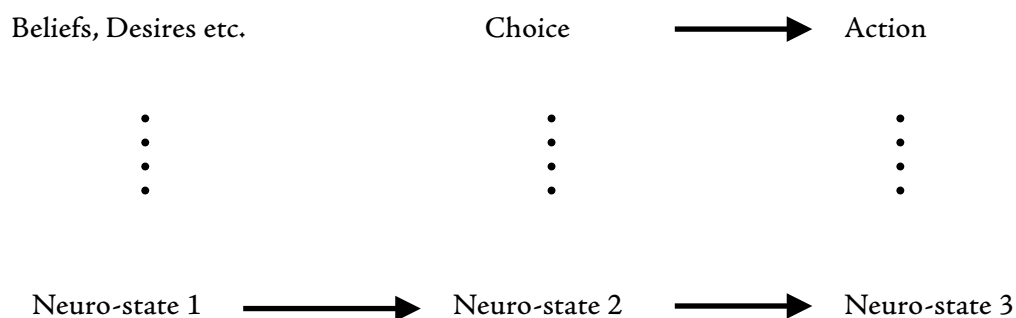 Beliefs, Desires etc. Choice Action
Neuro-state 1 Neuro-state 2 Neuro-state 3